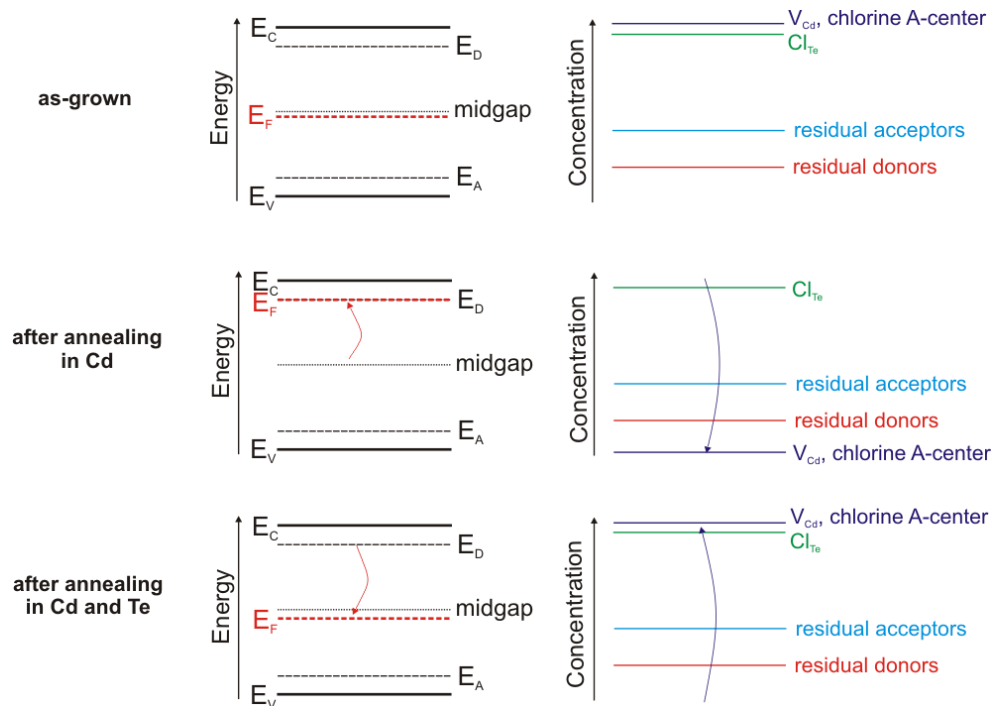 as-grown
Energy
E_C
E_D
midgap
E_F
E_A
E_V
Concentration
V_Cd, chlorine A-center
Cl_Te
residual acceptors
residual donors
after annealing
in Cd
Energy
E_C
E_F
E_D
midgap
E_A
E_V
Concentration
Cl_Te
residual acceptors
residual donors
V_Cd, chlorine A-center
after annealing
in Cd and Te
Energy
E_C
E_D
midgap
E_F
E_A
E_V
Concentration
V_Cd, chlorine A-center
Cl_Te
residual acceptors
residual donors